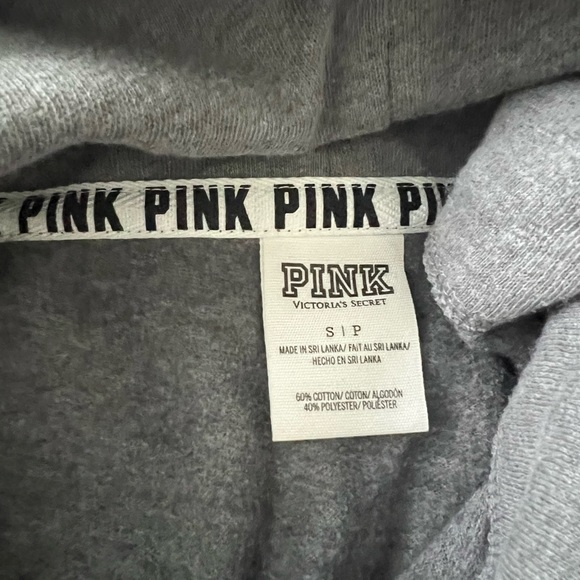 PINK PINK PINK PI
PINK
VICTORIA'S SECRET
S | P
MADE IN SRI LANKA/ FAIT AU SRI LANKA/
HECHO EN SRI LANKA
60% COTTON/ COTON/ ALGODÓN
40% POLYESTER/ POLIÉSTER